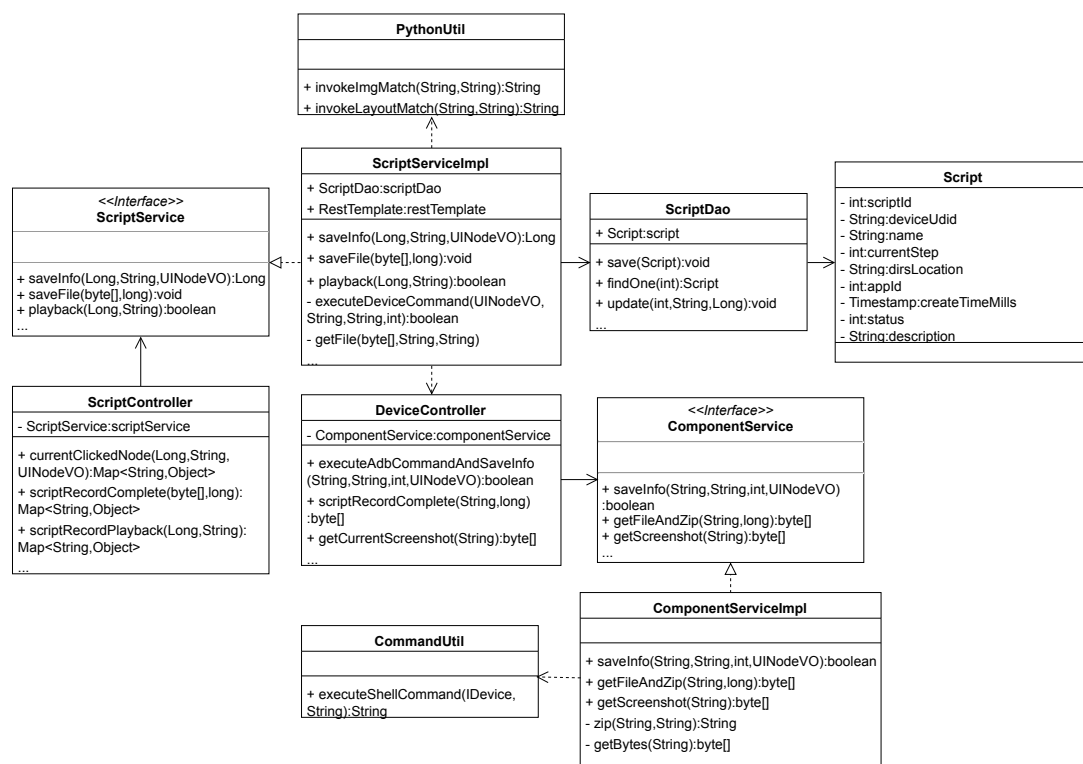 PythonUtil
+ invokeImgMatch(String,String):String
+ invokeLayoutMatch(String,String):String
ScriptServiceImpl
+ ScriptDao:scriptDao
+ RestTemplate:restTemplate
+ saveInfo(Long,String,UINodeVO):Long
+ saveFile(byte[],long):void
+ playback(Long,String):boolean
- executeDeviceCommand(UINodeVO,
String,String,int):boolean
- getFile(byte[],String,String)
...
<<Interface>>
ScriptService
+ saveInfo(Long,String,UINodeVO):Long
+ saveFile(byte[],long):void
+ playback(Long,String):boolean
...
ScriptDao
+ Script:script
+ save(Script):void
+ findOne(int):Script
+ update(int,String,Long):void
...
Script
- int:scriptId
- String:deviceUdid
- String:name
- int:currentStep
- String:dirsLocation
- int:appId
- Timestamp:createTimeMills
- int:status
- String:description
ScriptController
- ScriptService:scriptService
+ currentClickedNode(Long,String,
UINodeVO):Map<String,Object>
+ scriptRecordComplete(byte[],long):
Map<String,Object>
+ scriptRecordPlayback(Long,String):
Map<String,Object>
...
DeviceController
- ComponentService:componentService
+ executeAdbCommandAndSaveInfo
(String,String,int,UINodeVO):boolean
+ scriptRecordComplete(String,long)
:byte[]
+ getCurrentScreenshot(String):byte[]
...
<<Interface>>
ComponentService
+ saveInfo(String,String,int,UINodeVO)
:boolean
+ getFileAndZip(String,long):byte[]
+ getScreenshot(String):byte[]
...
CommandUtil
+ executeShellCommand(IDevice,
String):String
ComponentServiceImpl
+ saveInfo(String,String,int,UINodeVO):boolean
+ getFileAndZip(String,long):byte[]
+ getScreenshot(String):byte[]
- zip(String,String):String
- getBytes(String):byte[]